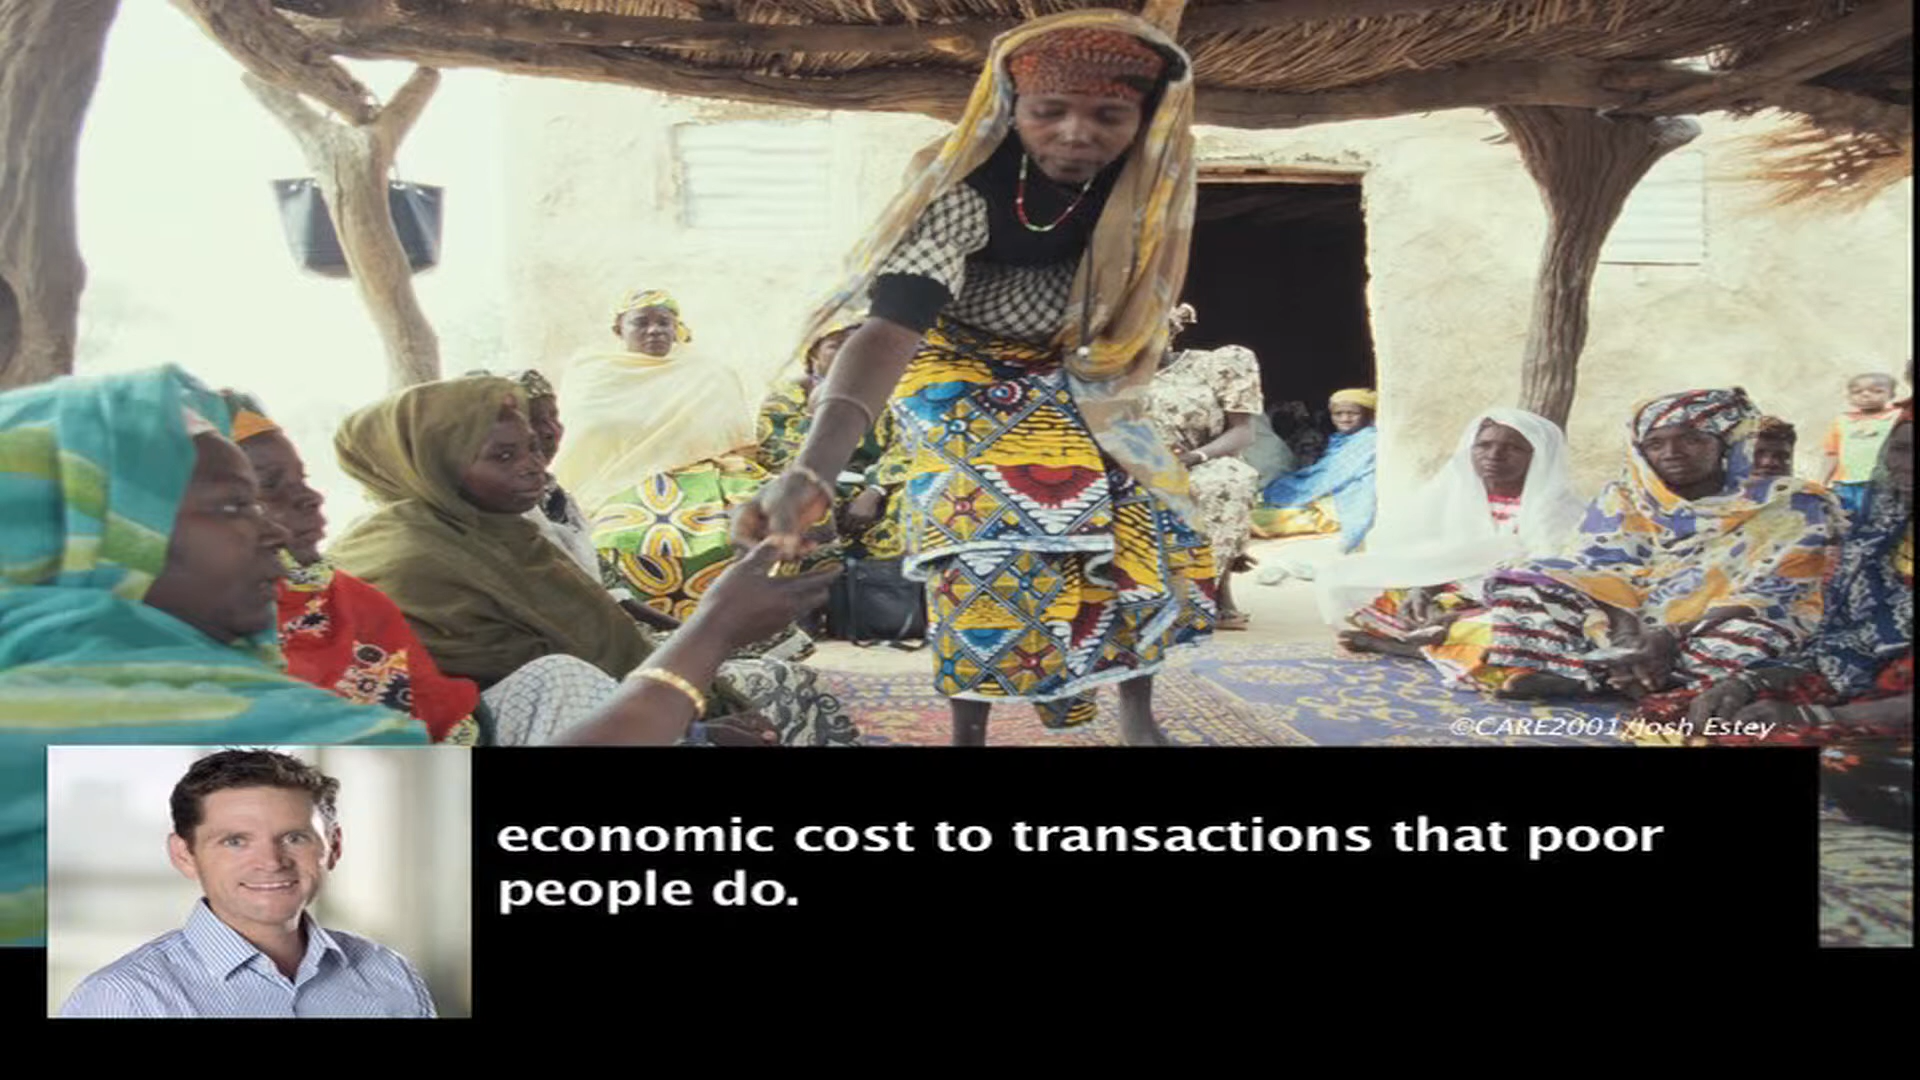 ©CARE2001/Josh Estey
economic cost to transactions that poor
people do.